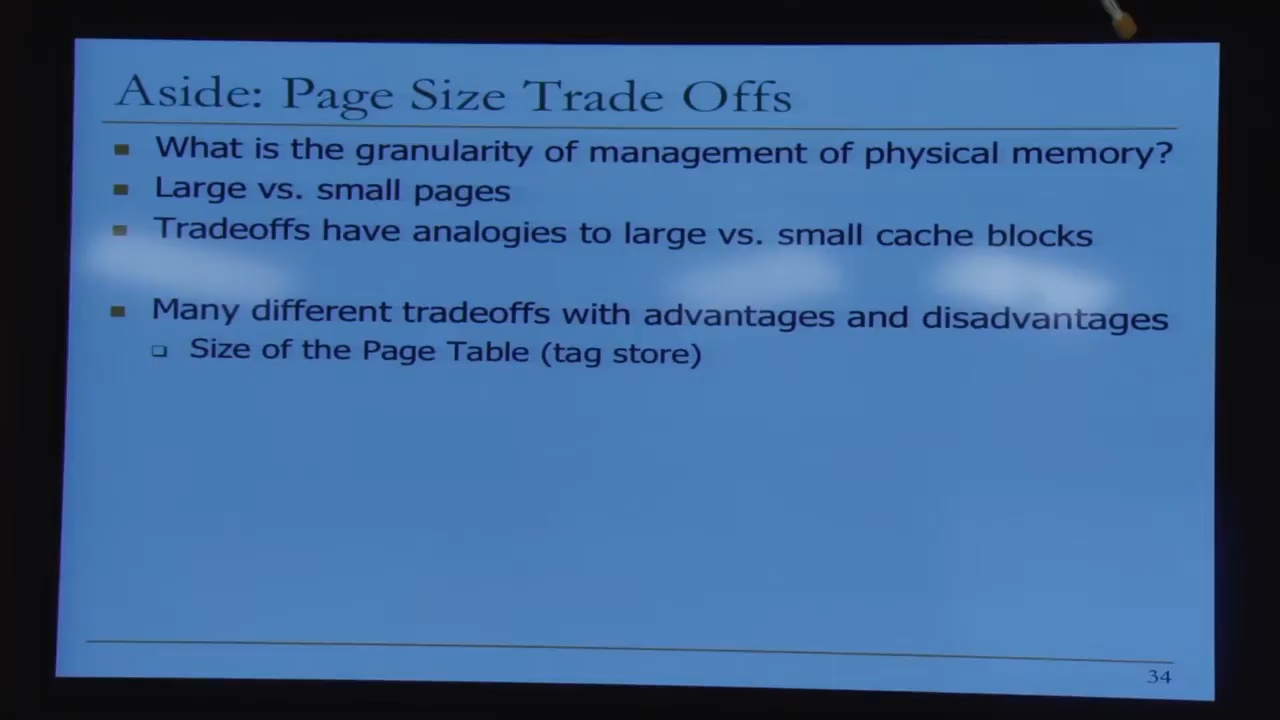 Aside: Page Size Trade Offs
What is the granularity of management of physical memory?
Large vs. small pages
Tradeoffs have analogies to large vs. small cache blocks
Many different tradeoffs with advantages and disadvantages
Size of the Page Table (tag store)
34